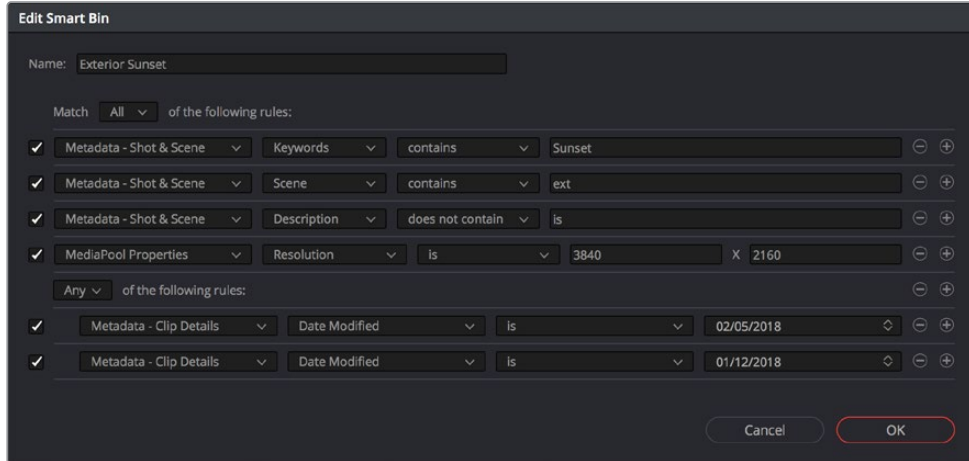 Edit Smart Bin
Name: Exterior Sunset
Match All of the following rules:
Metadata - Shot & Scene Keywords contains Sunset
Metadata - Shot & Scene Scene contains ext
Metadata - Shot & Scene Description does not contain is
MediaPool Properties Resolution is 3840 X 2160
Any of the following rules:
Metadata - Clip Details Date Modified is 02/05/2018
Metadata - Clip Details Date Modified is 01/12/2018
Cancel OK